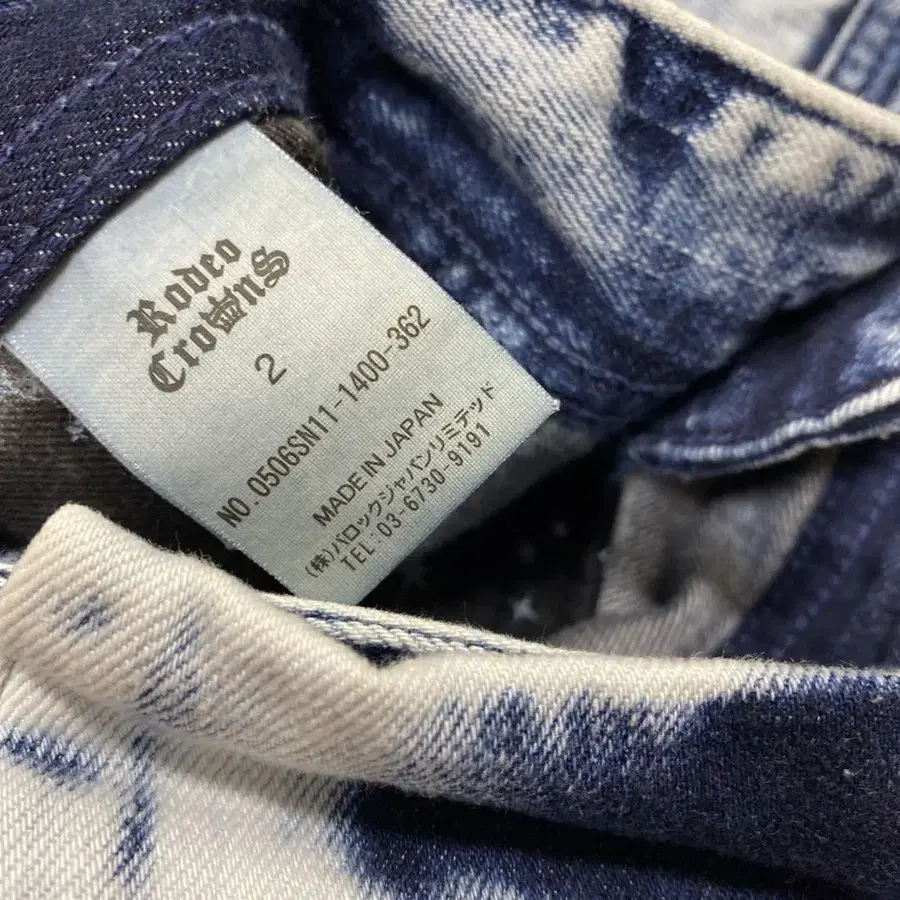 Rodeo
Crowns
2
NO.0506SN11-1400-362
MADE IN JAPAN
(株)バロックジャパンリミテッド
TEL:03-6730-9191